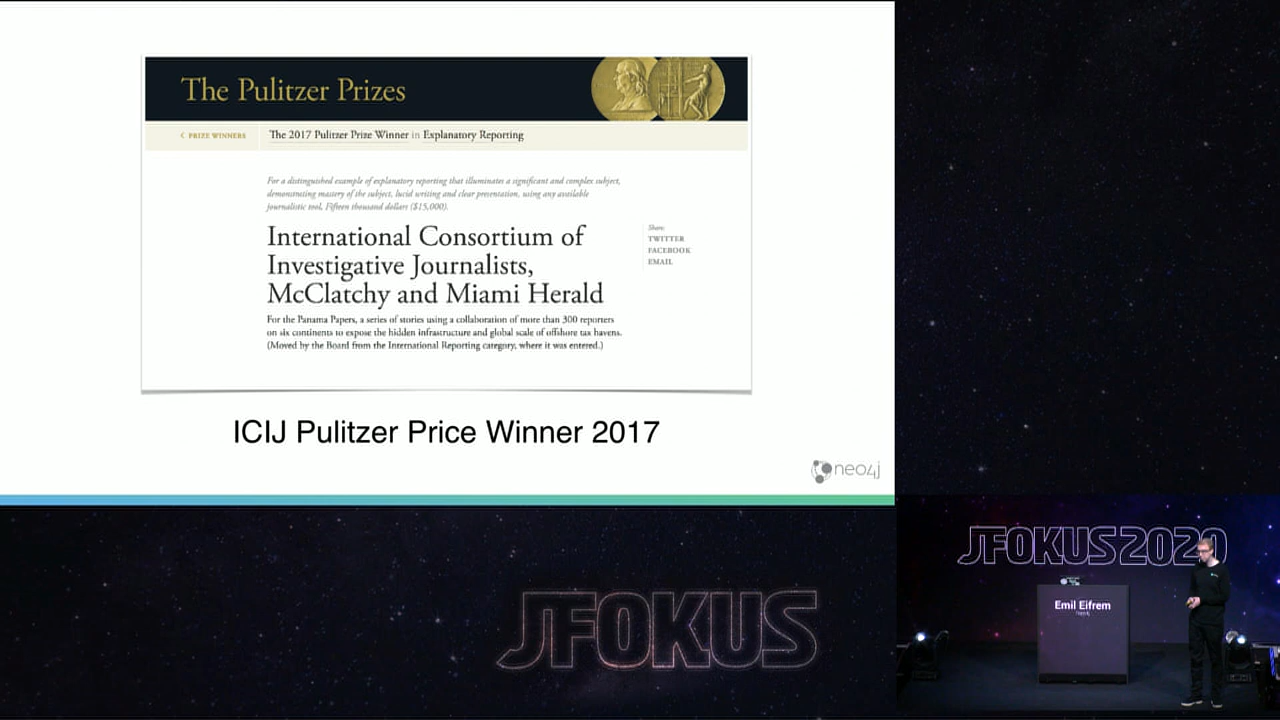 The Pulitzer Prizes
< PRIZE WINNERS
The 2017 Pulitzer Prize Winner in Explanatory Reporting
For a distinguished example of explanatory reporting that illuminates a significant and complex subject,
demonstrating mastery of the subject, lucid writing and clear presentation, using any available
journalistic tool, Fifteen thousand dollars ($15,000).
International Consortium of
Investigative Journalists,
McClatchy and Miami Herald
For the Panama Papers, a series of stories using a collaboration of more than 300 reporters
on six continents to expose the hidden infrastructure and global scale of offshore tax havens.
(Moved by the Board from the International Reporting category, where it was entered.)
Share:
TWITTER
FACEBOOK
EMAIL
ICIJ Pulitzer Price Winner 2017
neo4j
JFOKUS
JFOKUS2020
Emil Eifrem
Neo4j